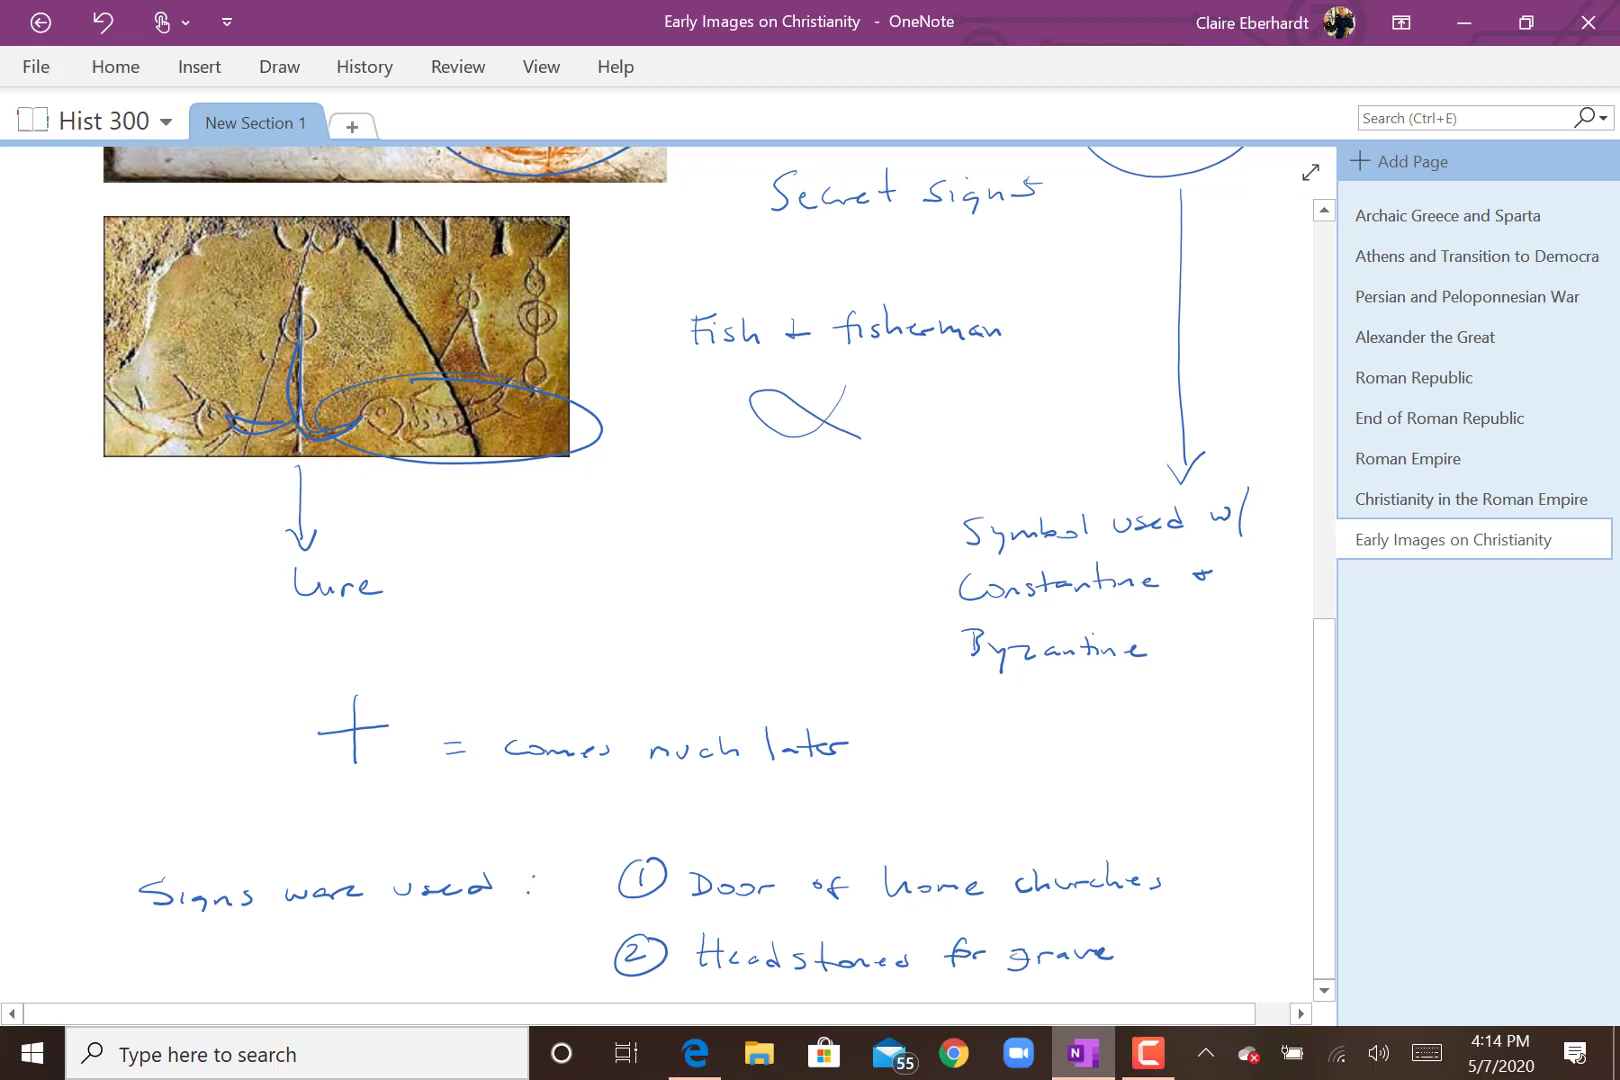 Early Images on Christianity - OneNote
Claire Eberhardt
File Home Insert Draw History Review View Help
Hist 300
New Section 1
Search (Ctrl+E)
Add Page
Archaic Greece and Sparta
Athens and Transition to Democra
Persian and Peloponnesian War
Alexander the Great
Roman Republic
End of Roman Republic
Roman Empire
Christianity in the Roman Empire
Early Images on Christianity
Secret signs
Fish + fisherman
Lure
Symbol used w/
Constantine +
Byzantine
= comes much later
Signs were used : ① Door of home churches
② Headstones for grave
Type here to search
55
4:14 PM
5/7/2020